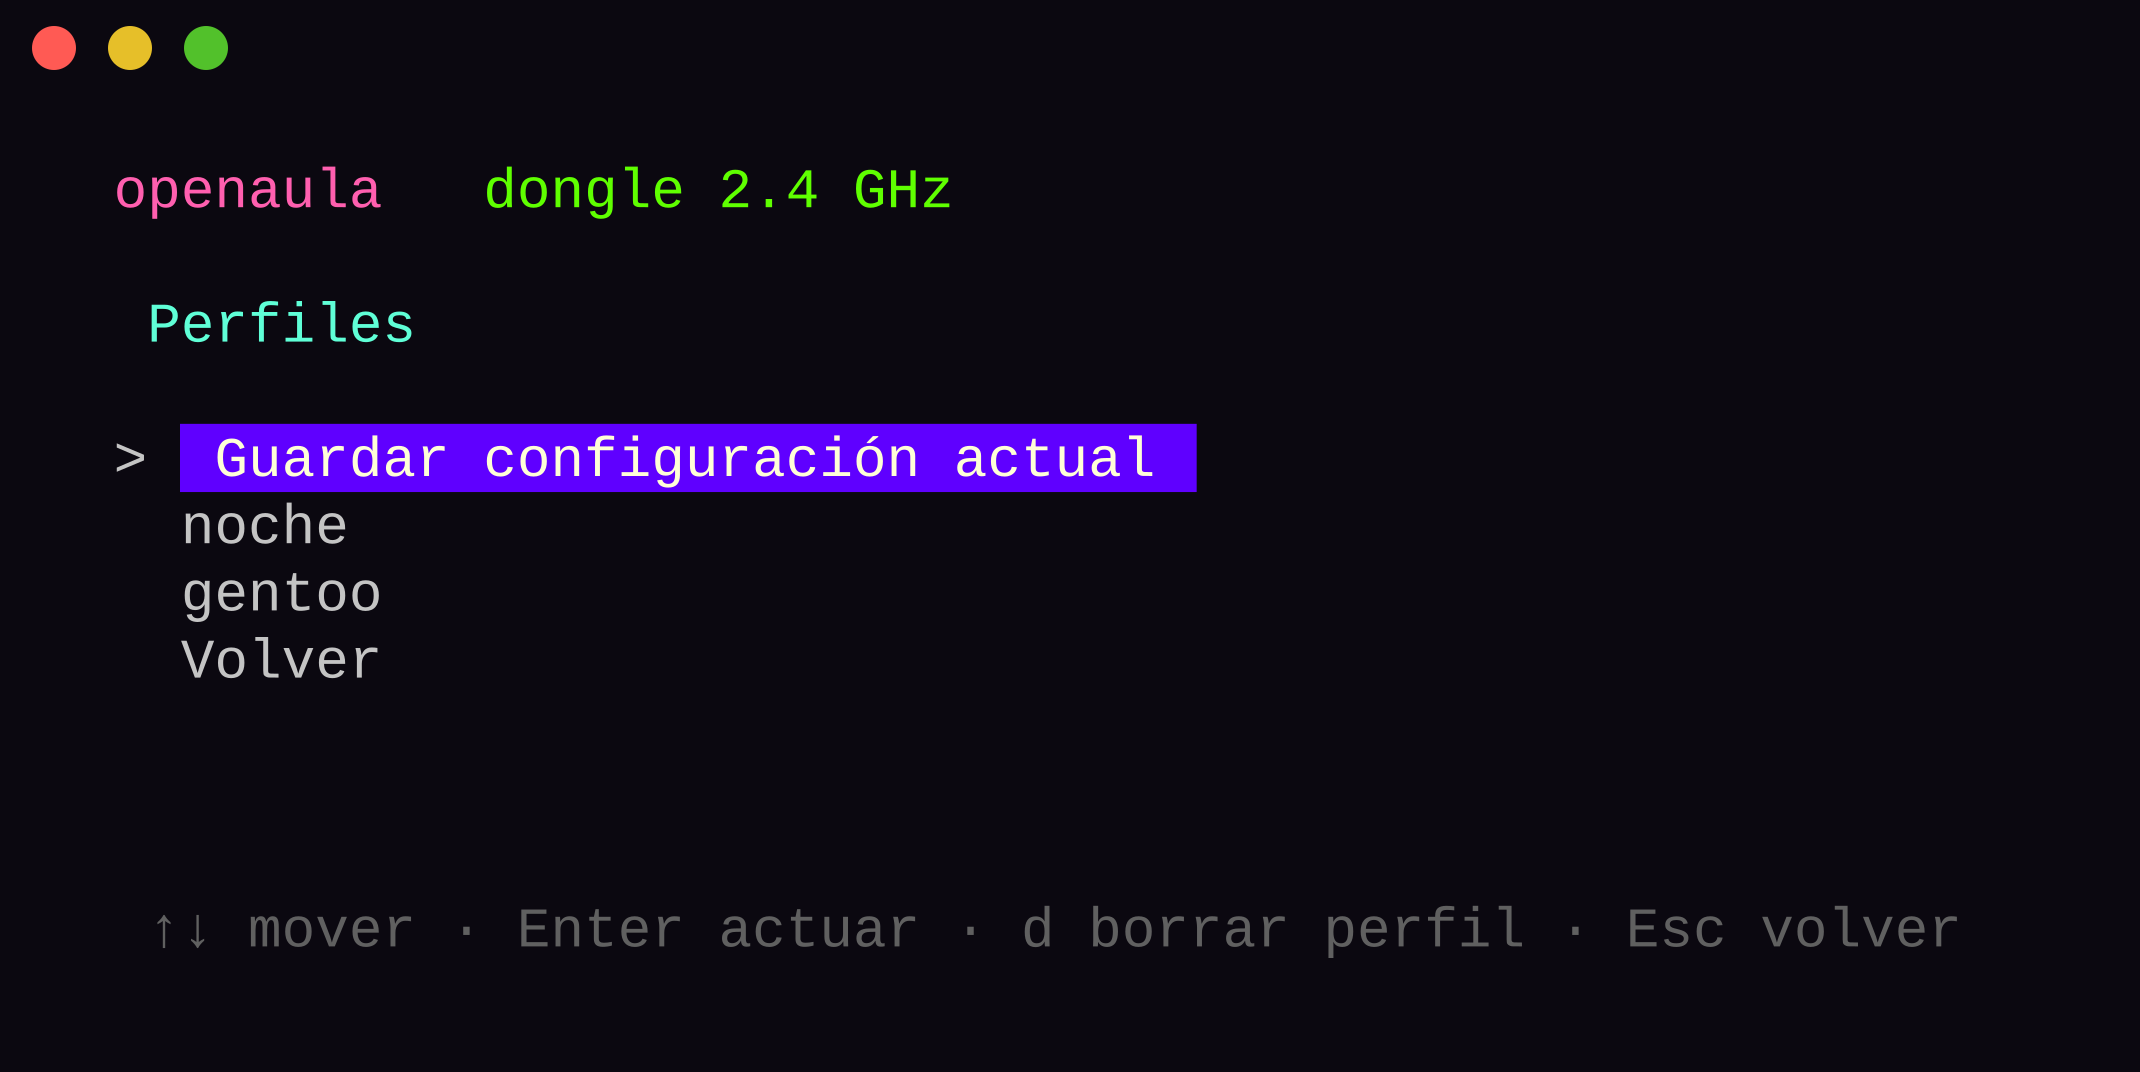 openaula dongle 2.4 GHz
Perfiles
> Guardar configuración actual
noche
gentoo
Volver
↑↓ mover · Enter actuar · d borrar perfil · Esc volver